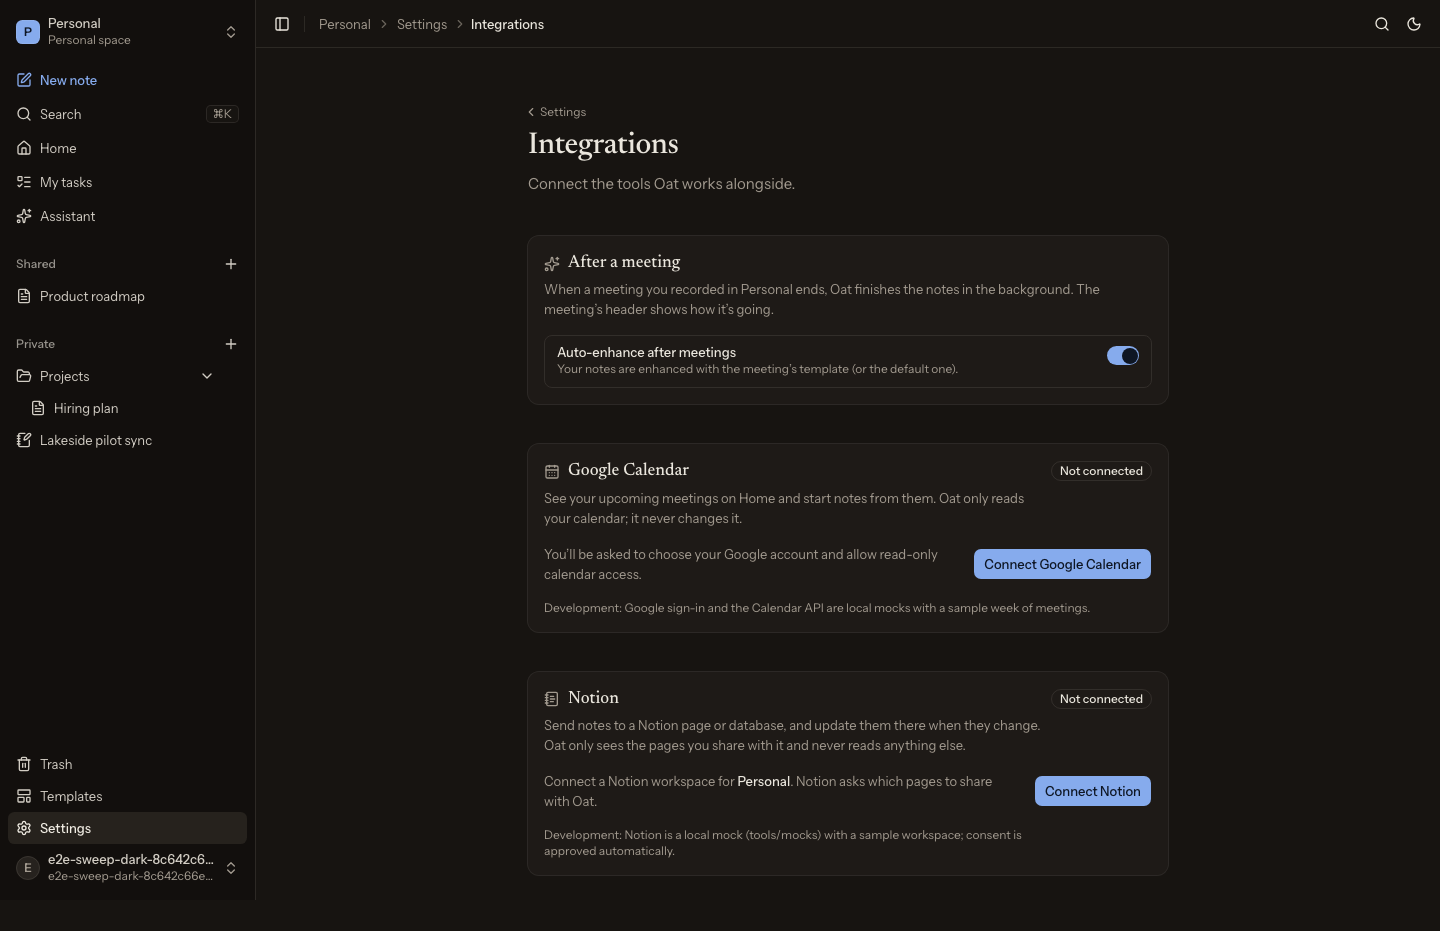 P
Personal
Personal space
New note
Search
⌘K
Home
My tasks
Assistant
Shared
Product roadmap
Private
Projects
Hiring plan
Lakeside pilot sync
Trash
Templates
Settings
E
e2e-sweep-dark-8c642c6...
e2e-sweep-dark-8c642c66e...
Personal
Settings
Integrations
Settings
Integrations
Connect the tools Oat works alongside.
After a meeting
When a meeting you recorded in Personal ends, Oat finishes the notes in the background. The
meeting's header shows how it's going.
Auto-enhance after meetings
Your notes are enhanced with the meeting's template (or the default one).
Google Calendar
Not connected
See your upcoming meetings on Home and start notes from them. Oat only reads
your calendar; it never changes it.
You'll be asked to choose your Google account and allow read-only
calendar access.
Connect Google Calendar
Development: Google sign-in and the Calendar API are local mocks with a sample week of meetings.
Notion
Not connected
Send notes to a Notion page or database, and update them there when they change.
Oat only sees the pages you share with it and never reads anything else.
Connect a Notion workspace for Personal. Notion asks which pages to share
with Oat.
Connect Notion
Development: Notion is a local mock (tools/mocks) with a sample workspace; consent is
approved automatically.